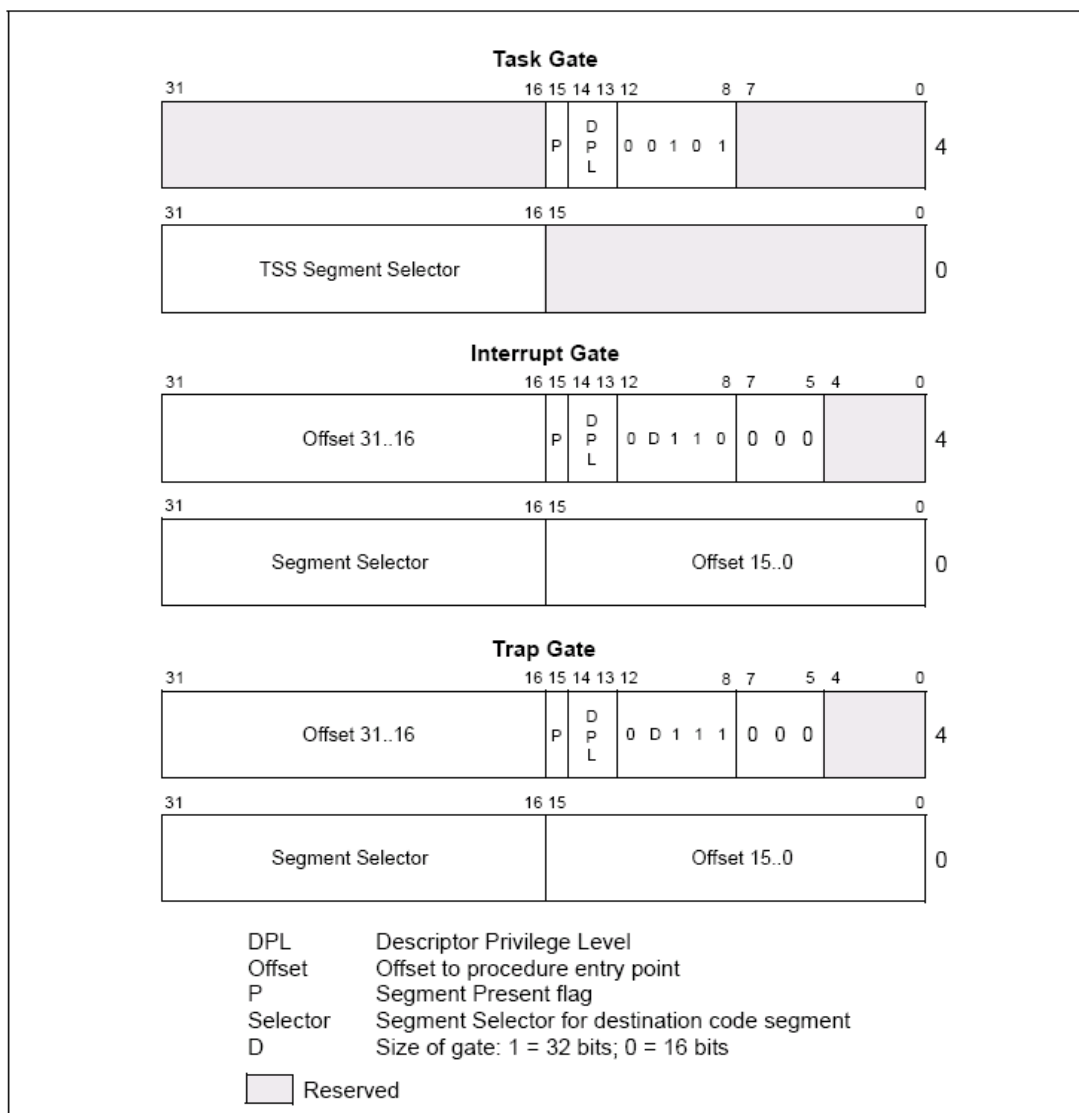 Task Gate
31 16 15 14 13 12 8 7 0
P D P L 0 0 1 0 1 4
31 16 15 0
TSS Segment Selector 0
Interrupt Gate
31 16 15 14 13 12 8 7 5 4 0
Offset 31..16 P D P L 0 D 1 1 0 0 0 0 4
31 16 15 0
Segment Selector Offset 15..0 0
Trap Gate
31 16 15 14 13 12 8 7 5 4 0
Offset 31..16 P D P L 0 D 1 1 1 0 0 0 4
31 16 15 0
Segment Selector Offset 15..0 0
DPL Descriptor Privilege Level
Offset Offset to procedure entry point
P Segment Present flag
Selector Segment Selector for destination code segment
D Size of gate: 1 = 32 bits; 0 = 16 bits
Reserved